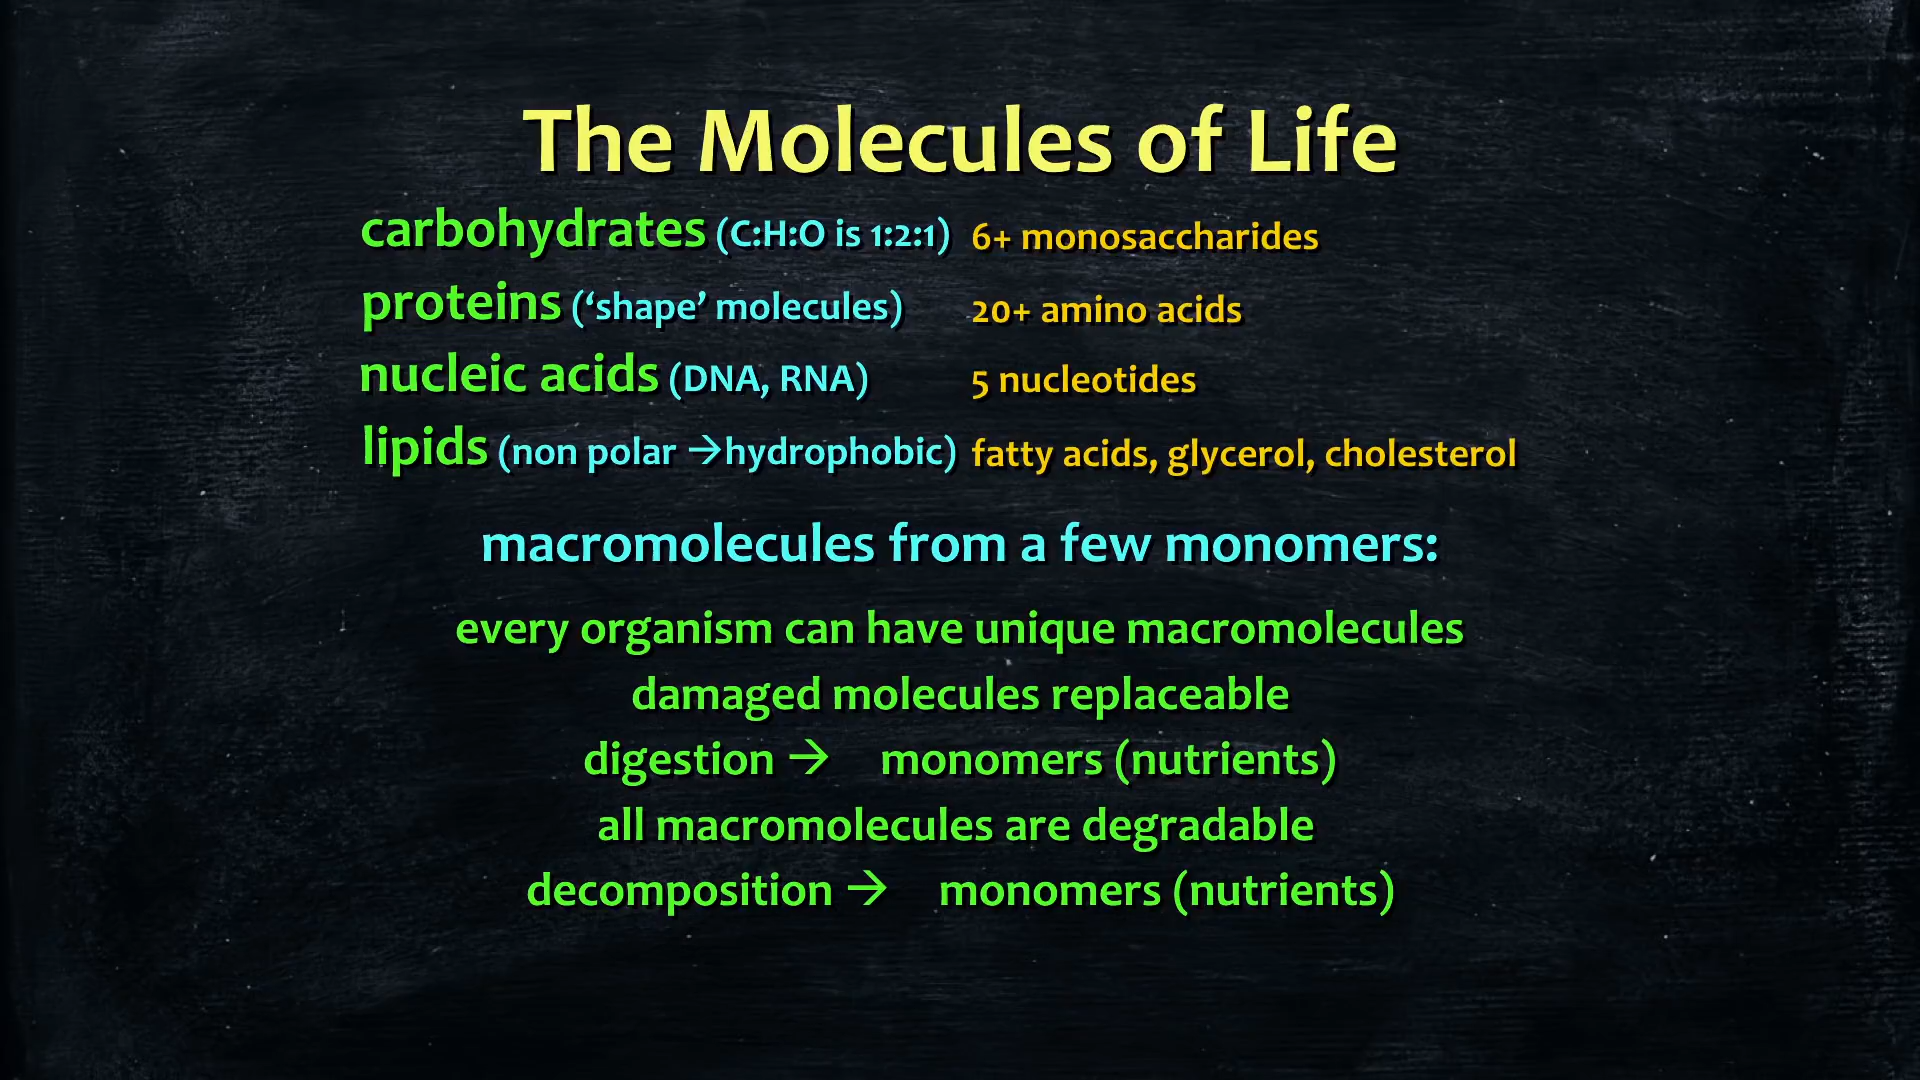 The Molecules of Life
carbohydrates (C:H:O is 1:2:1) 6+ monosaccharides
proteins (‘shape’ molecules) 20+ amino acids
nucleic acids (DNA, RNA) 5 nucleotides
lipids (non polar →hydrophobic) fatty acids, glycerol, cholesterol
macromolecules from a few monomers:
every organism can have unique macromolecules
damaged molecules replaceable
digestion → monomers (nutrients)
all macromolecules are degradable
decomposition → monomers (nutrients)